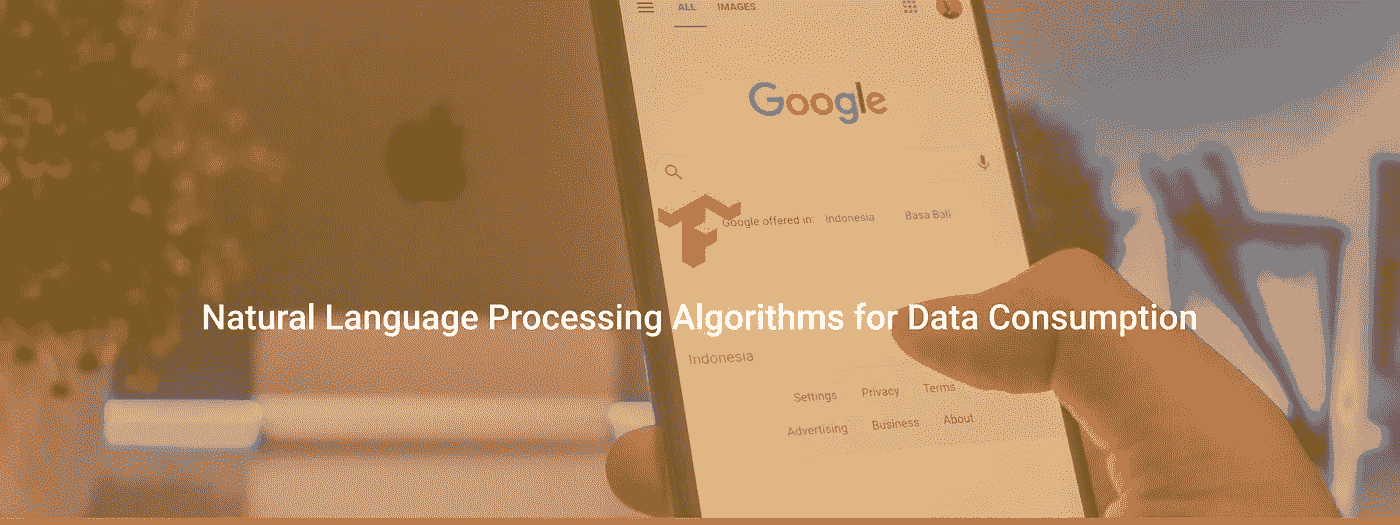 ALL IMAGES
Google
Google offered in: Indonesia Basa Bali
Natural Language Processing Algorithms for Data Consumption
Indonesia
Settings Privacy Terms
Advertising Business About